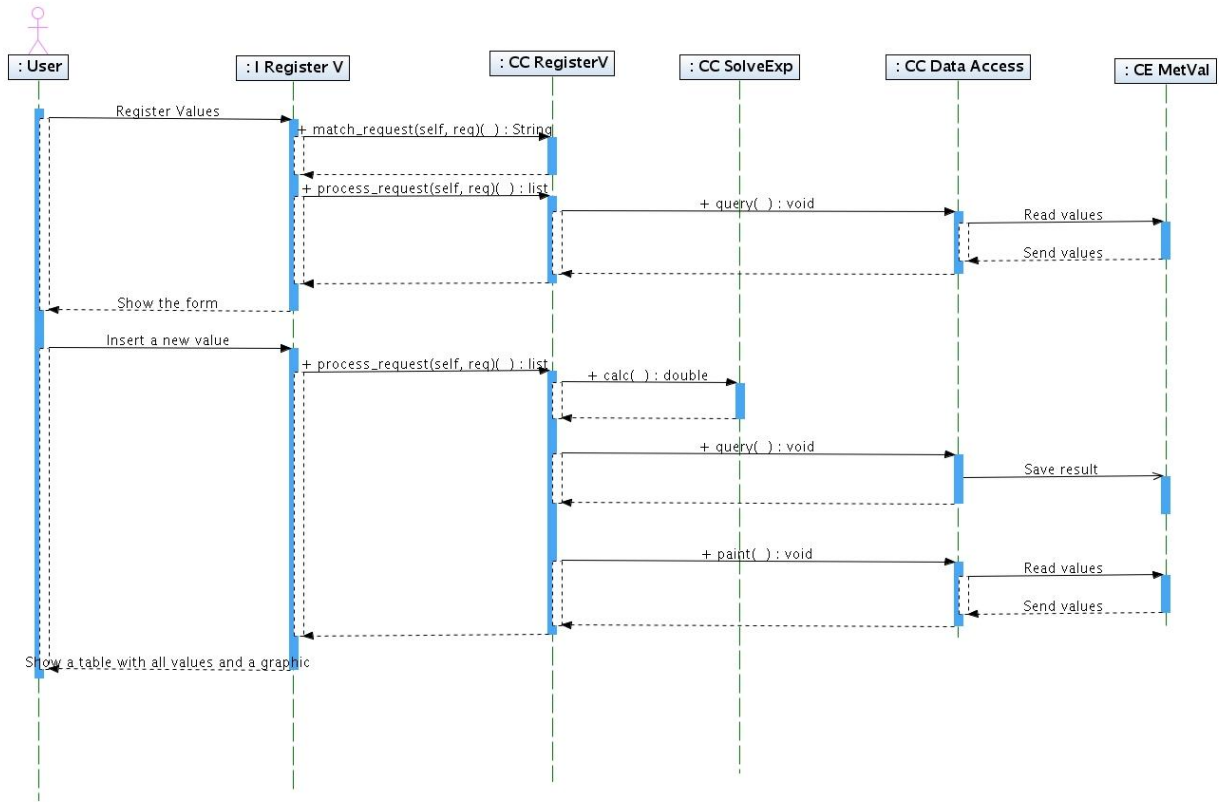 : User
: I Register V
: CC RegisterV
: CC SolveExp
: CC Data Access
: CE MetVal
Register Values
+ match_request(self, req)( ) : String
+ process_request(self, req)( ) : list
+ query( ) : void
Read values
Send values
Show the form
Insert a new value
+ process_request(self, req)( ) : list
+ calc( ) : double
+ query( ) : void
Save result
+ paint( ) : void
Read values
Send values
Show a table with all values and a graphic